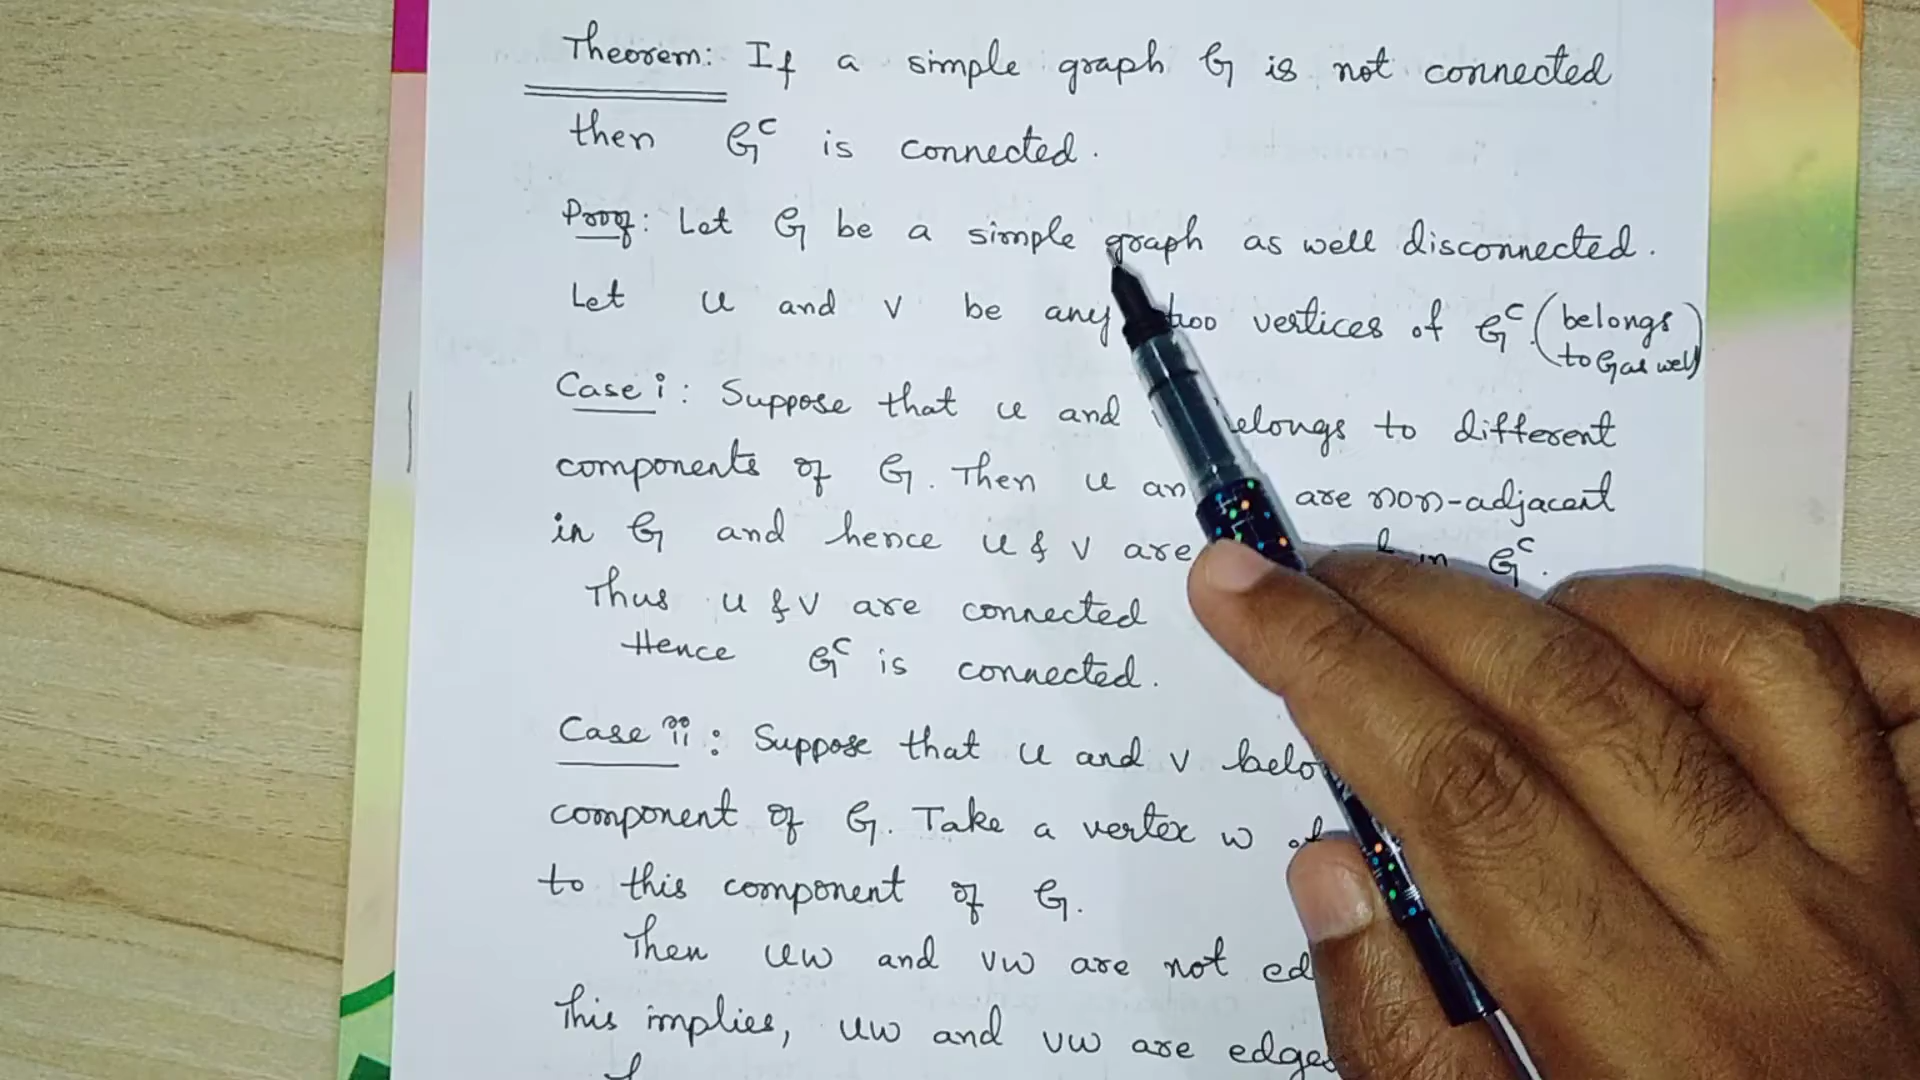 Theorem: If a simple graph G is not connected
then G^c is connected.
Proof: Let G be a simple graph as well disconnected.
Let u and v be any two vertices of G^c. (belongs
to G as well)
Case i: Suppose that u and belongs to different
components of G. Then u an are non-adjacent
in G and hence u & v are in G^c.
Thus u & v are connected
Hence G^c is connected.
Case ii: Suppose that u and v belo
component of G. Take a vertex w
to this component of G.
Then uw and vw are not ed
This implies, uw and vw are edges